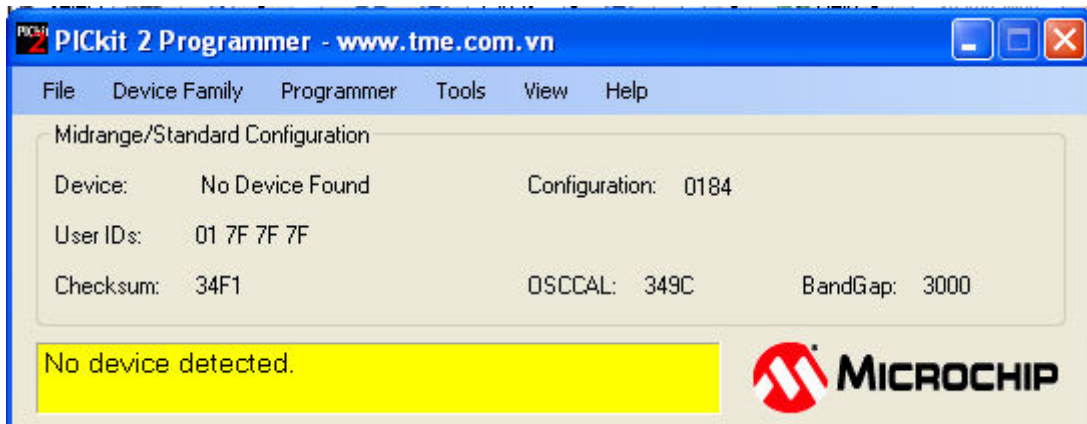 PICkit 2 Programmer - www.tme.com.vn
File Device Family Programmer Tools View Help
Midrange/Standard Configuration
Device: No Device Found Configuration: 0184
User IDs: 01 7F 7F 7F
Checksum: 34F1 OSCCAL: 349C BandGap: 3000
No device detected.
MICROCHIP